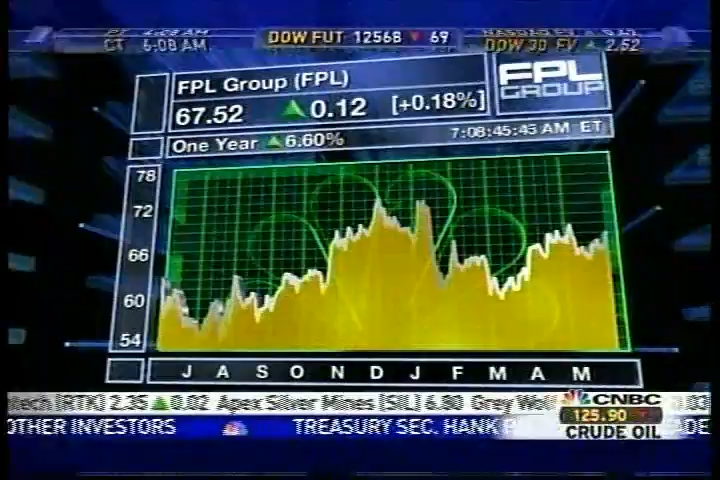 CT 6:08 AM
DOW FUT 12568 ▼ 69
DOW 30 FV ▲ 2.52
FPL Group (FPL)
67.52 ▲ 0.12 [+0.18%]
FPL
GROUP
One Year ▲ 6.60%
7:08:45:43 AM ET
78
72
66
60
54
J A S O N D J F M A M
(RTK) 2.35 ▲0.02 Apex Silver Mines (SIL) 6.80 Grey
CNBC
125.90 ▼
CRUDE OIL
OTHER INVESTORS TREASURY SEC. HANK